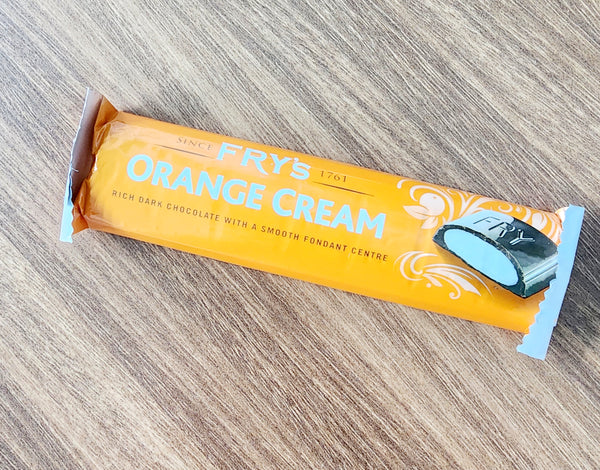 SINCE FRY'S 1761
ORANGE CREAM
RICH DARK CHOCOLATE WITH A SMOOTH FONDANT CENTRE
FRY